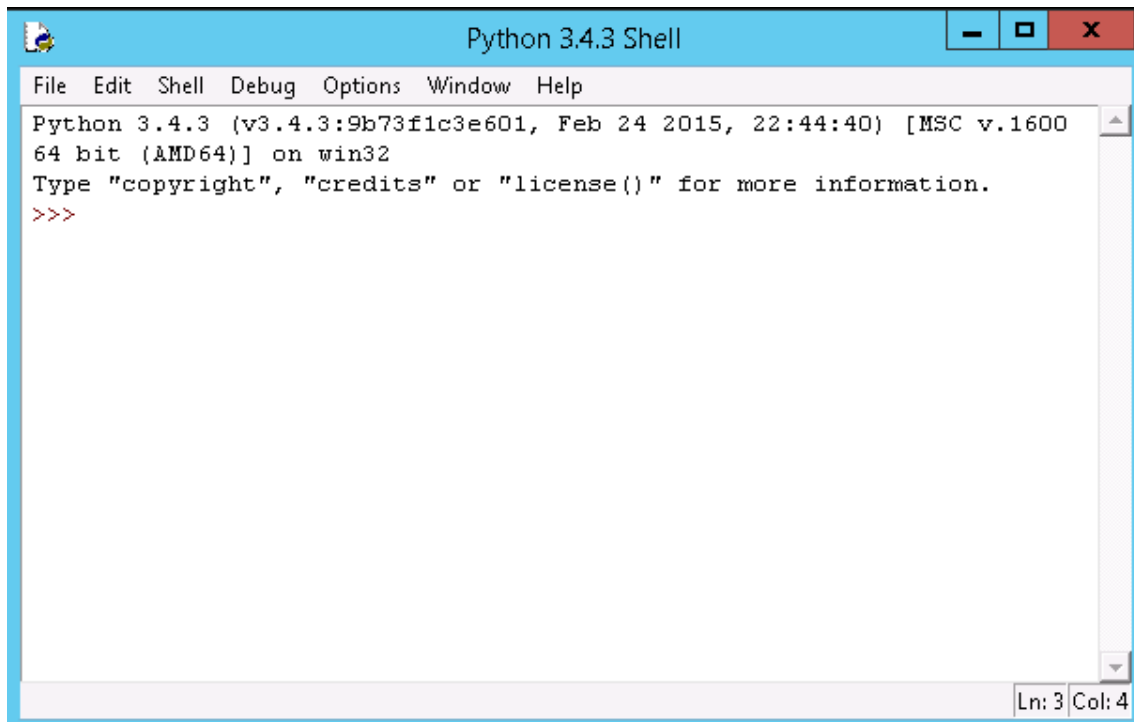 Python 3.4.3 Shell
File Edit Shell Debug Options Window Help
Python 3.4.3 (v3.4.3:9b73f1c3e601, Feb 24 2015, 22:44:40) [MSC v.1600
64 bit (AMD64)] on win32
Type "copyright", "credits" or "license()" for more information.
>>>
Ln: 3 Col: 4